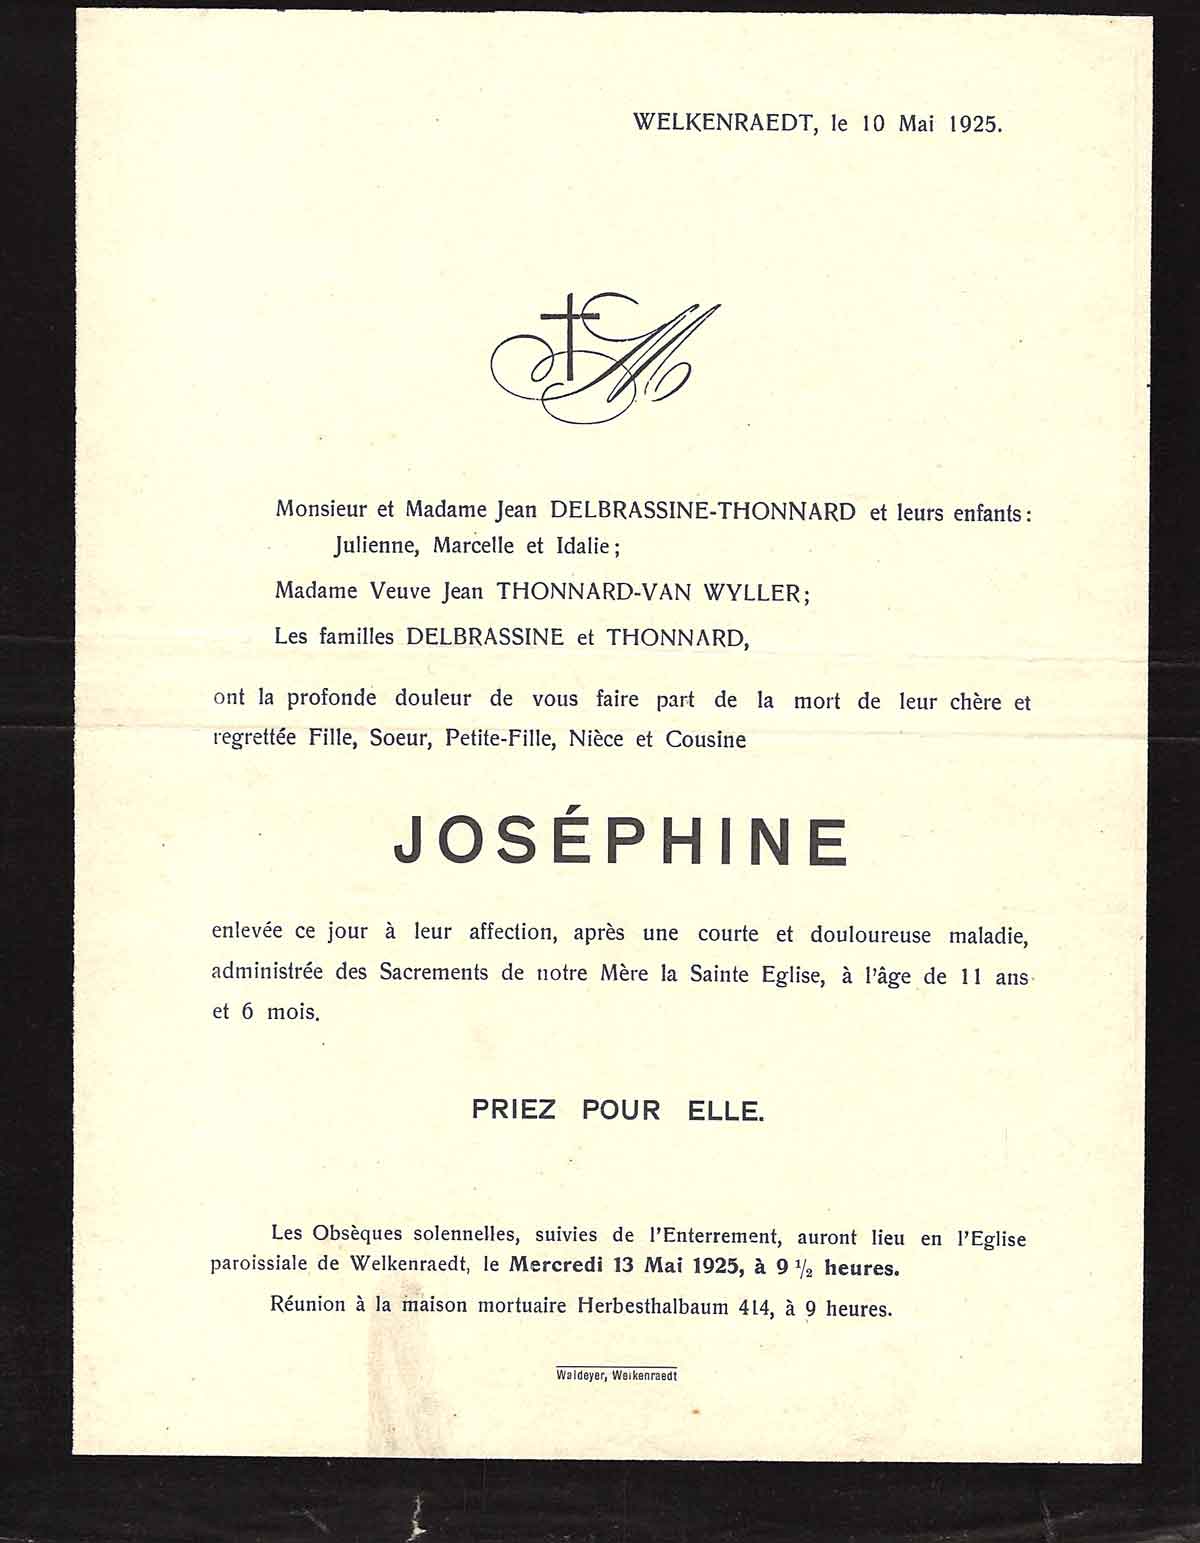 WELKENRAEDT, le 10 Mai 1925.
M
Monsieur et Madame Jean DELBRASSINE-THONNARD et leurs enfants:
Julienne, Marcelle et Idalie;
Madame Veuve Jean THONNARD-VAN WYLLER;
Les familles DELBRASSINE et THONNARD,
ont la profonde douleur de vous faire part de la mort de leur chère et
regrettée Fille, Soeur, Petite-Fille, Nièce et Cousine
JOSÉPHINE
enlevée ce jour à leur affection, après une courte et douloureuse maladie,
administrée des Sacrements de notre Mère la Sainte Eglise, à l'âge de 11 ans
et 6 mois.
PRIEZ POUR ELLE.
Les Obsèques solennelles, suivies de l'Enterrement, auront lieu en l'Eglise
paroissiale de Welkenraedt, le Mercredi 13 Mai 1925, à 9 1/2 heures.
Réunion à la maison mortuaire Herbesthalbaum 414, à 9 heures.
Waldeyer, Welkenraedt